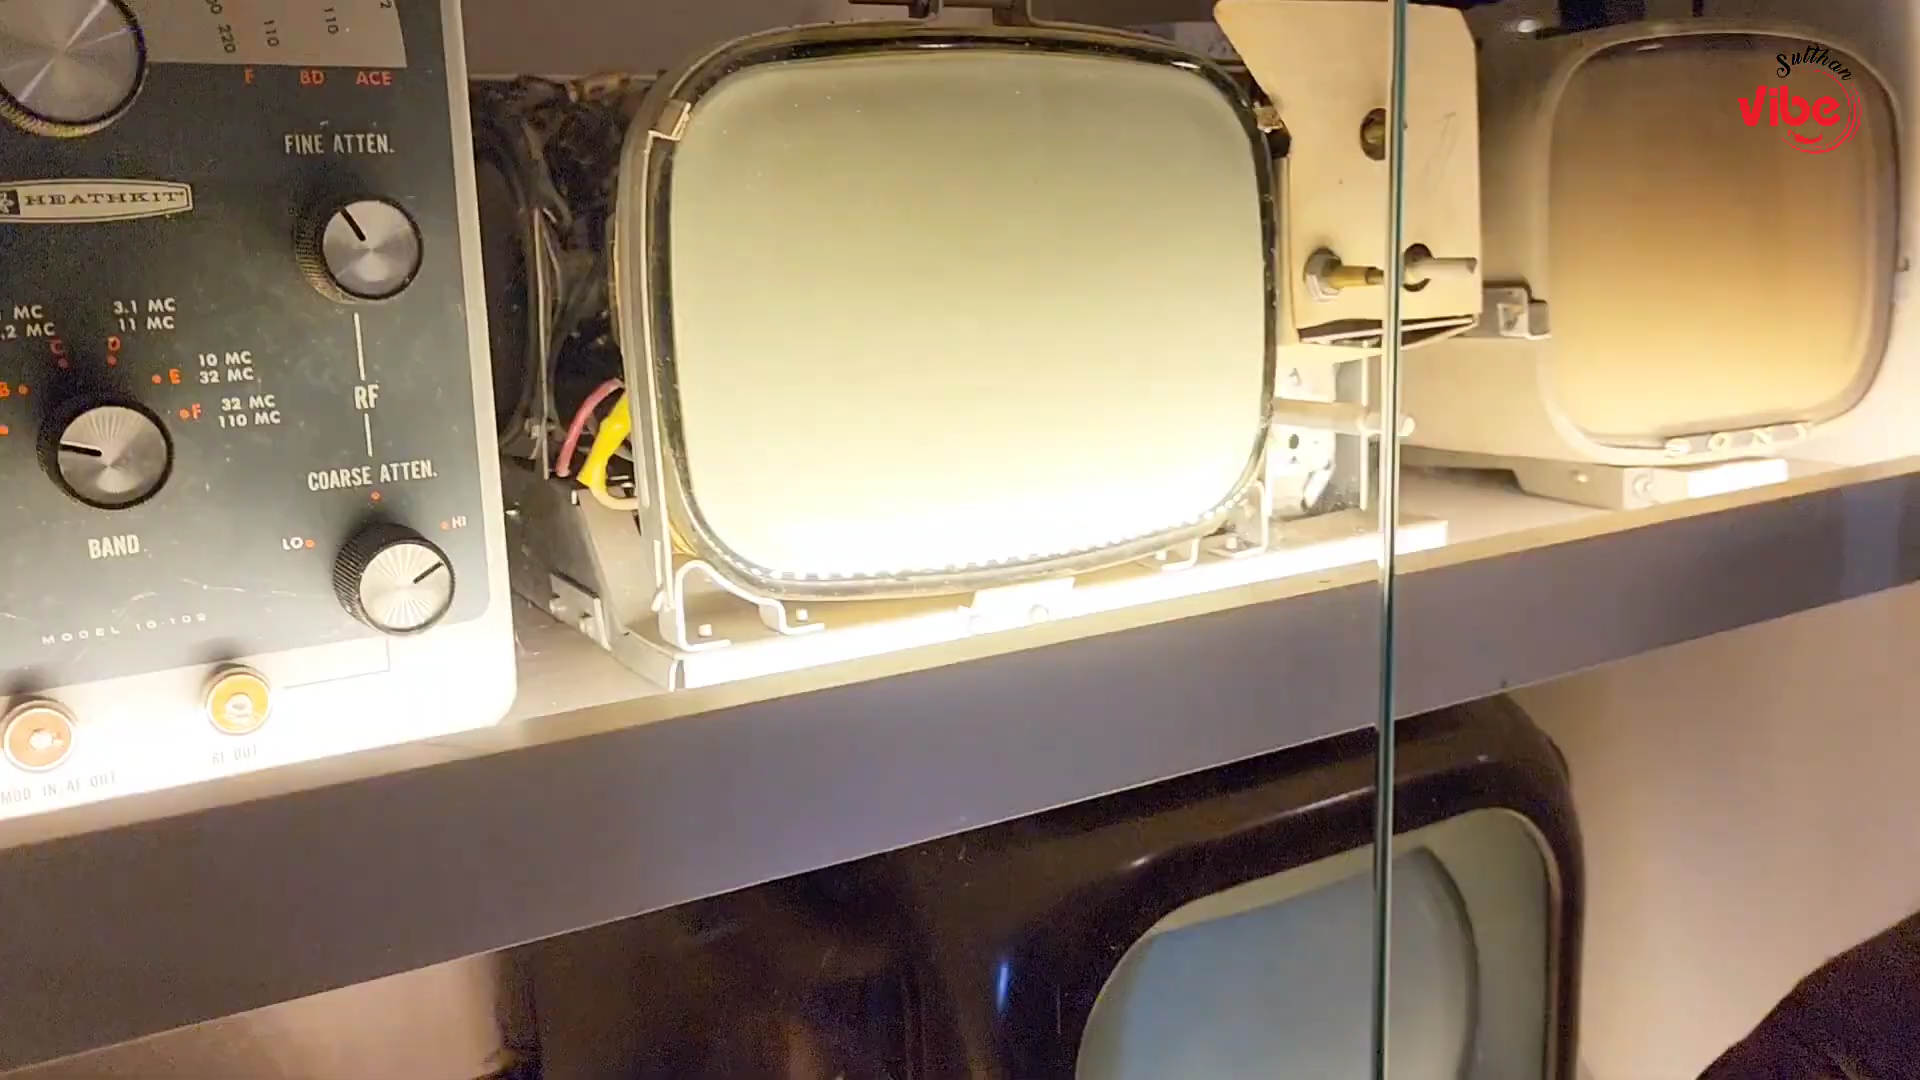 220
110
110
F BD ACE
FINE ATTEN.
HEATHKIT
MC
.2 MC
3.1 MC
11 MC
C
D
B
E
10 MC
32 MC
F
32 MC
110 MC
RF
COARSE ATTEN.
LO
HI
BAND
MODEL IG-102
MOD IN/AF OUT
RF OUT
SONY
Sulthan
Vibe